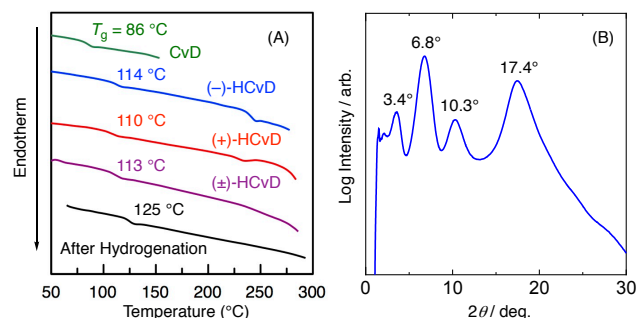 (A)
Tg = 86 °C
CvD
114 °C
(−)-HCvD
110 °C
(+)-HCvD
113 °C
(±)-HCvD
125 °C
After Hydrogenation
Endotherm
50 100 150 200 250 300
Temperature (°C)
(B)
3.4°
6.8°
10.3°
17.4°
Log Intensity / arb.
0 10 20 30
2θ / deg.